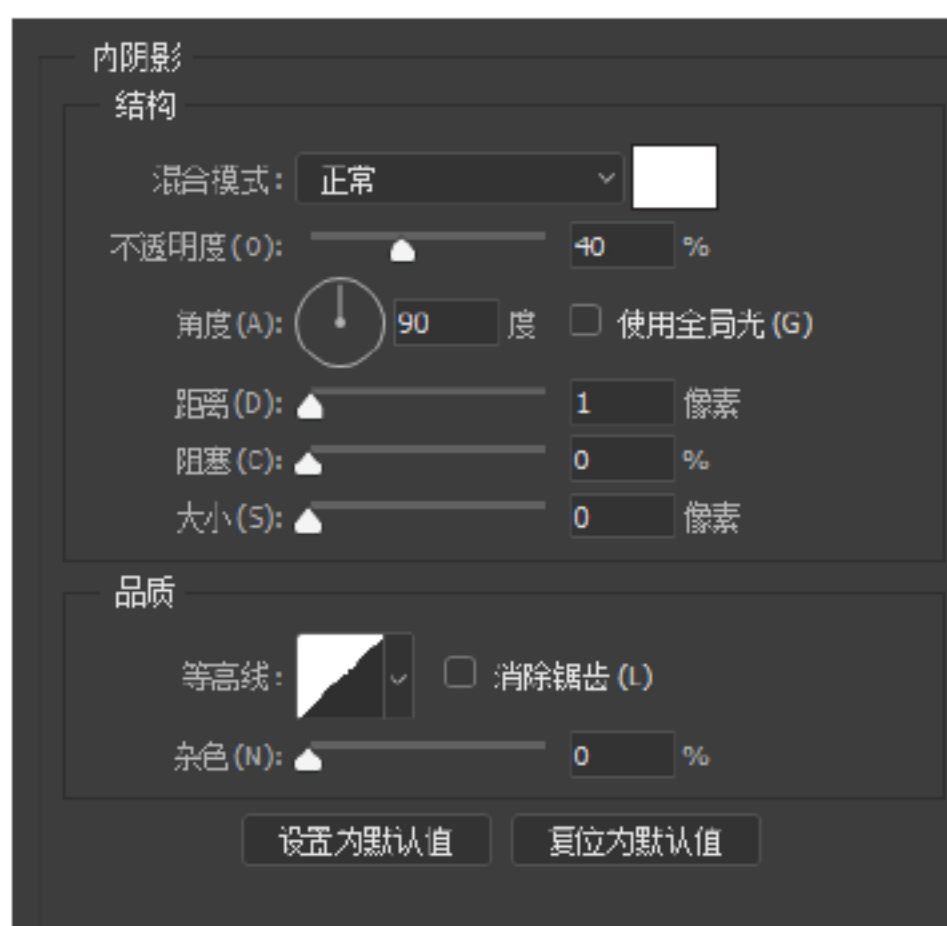 内阴影
结构
混合模式: 正常
不透明度(O): 40 %
角度(A): 90 度 使用全局光(G)
距离(D): 1 像素
阻塞(C): 0 %
大小(S): 0 像素
品质
等高线: 消除锯齿(L)
杂色(N): 0 %
设置为默认值 复位为默认值